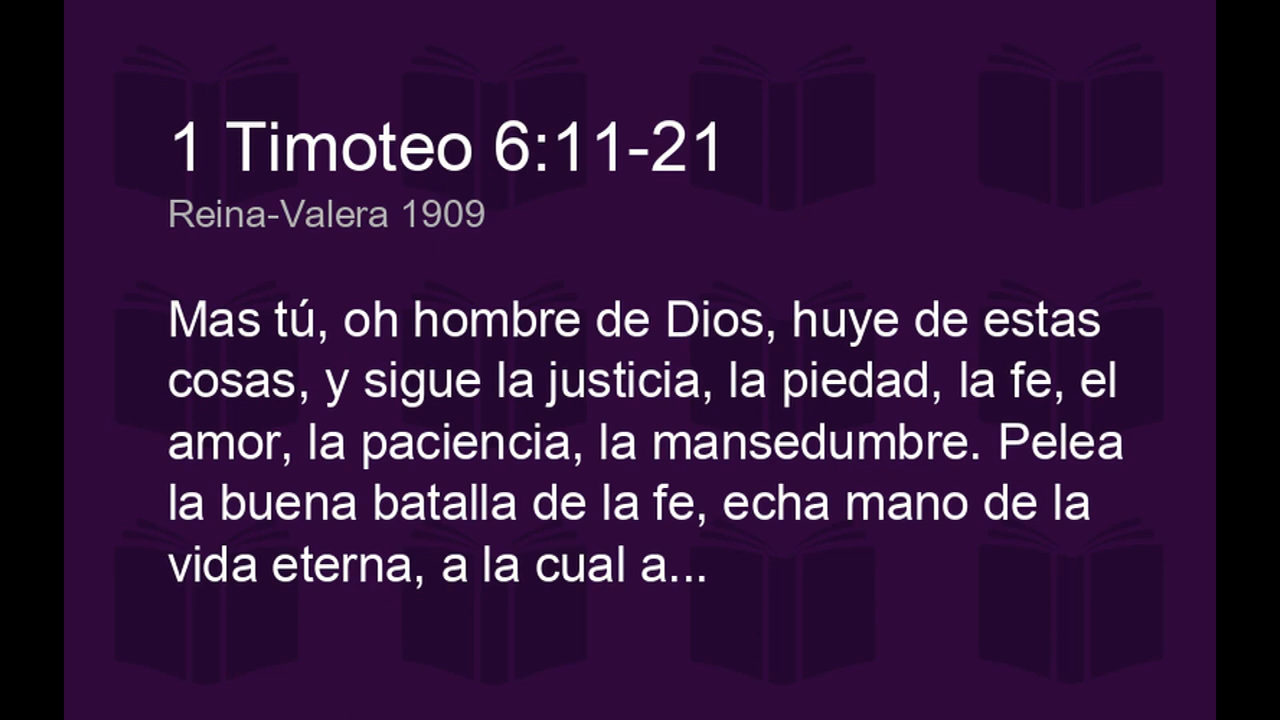 1 Timoteo 6:11-21
Reina-Valera 1909
Mas tú, oh hombre de Dios, huye de estas
cosas, y sigue la justicia, la piedad, la fe, el
amor, la paciencia, la mansedumbre. Pelea
la buena batalla de la fe, echa mano de la
vida eterna, a la cual a...